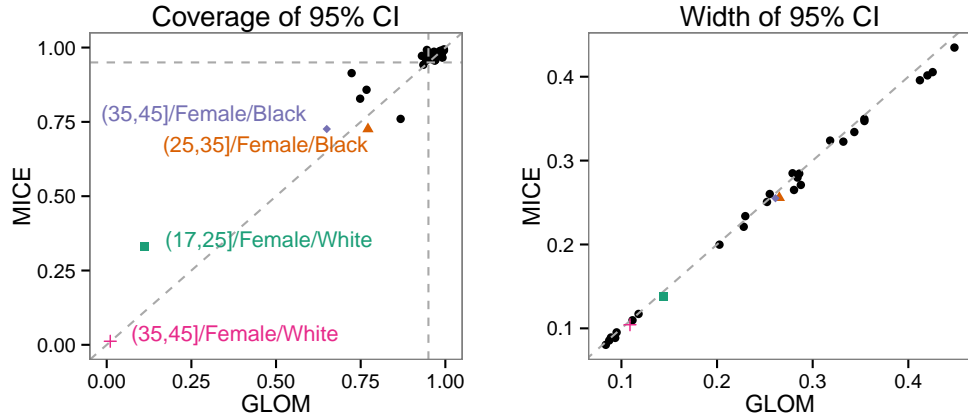 Coverage of 95% CI
1.00
0.75
0.50
0.25
0.00
MICE
(35,45]/Female/Black
(25,35]/Female/Black
(17,25]/Female/White
(35,45]/Female/White
0.00 0.25 0.50 0.75 1.00
GLOM
Width of 95% CI
0.4
0.3
0.2
0.1
MICE
0.1 0.2 0.3 0.4
GLOM